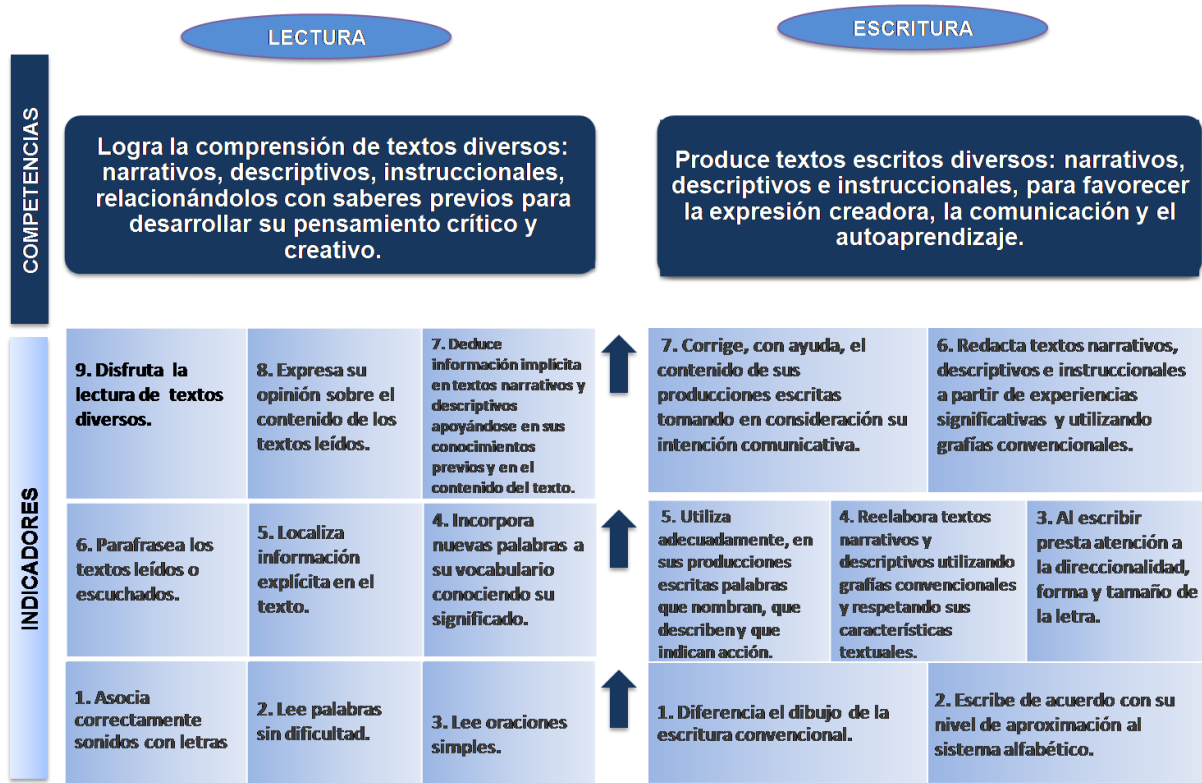 LECTURA
ESCRITURA
COMPETENCIAS
Logra la comprensión de textos diversos:
narrativos, descriptivos, instruccionales,
relacionándolos con saberes previos para
desarrollar su pensamiento crítico y
creativo.
Produce textos escritos diversos: narrativos,
descriptivos e instruccionales, para favorecer
la expresión creadora, la comunicación y el
autoaprendizaje.
INDICADORES
9. Disfruta la
lectura de textos
diversos.
8. Expresa su
opinión sobre el
contenido de los
textos leídos.
7. Deduce
información implícita
en textos narrativos y
descriptivos
apoyándose en sus
conocimientos
previos y en el
contenido del texto.
7. Corrige, con ayuda, el
contenido de sus
producciones escritas
tomando en consideración su
intención comunicativa.
6. Redacta textos narrativos,
descriptivos e instruccionales
a partir de experiencias
significativas y utilizando
grafías convencionales.
6. Parafrasea los
textos leídos o
escuchados.
5. Localiza
información
explícita en el
texto.
4. Incorpora
nuevas palabras a
su vocabulario
conociendo su
significado.
5. Utiliza
adecuadamente, en
sus producciones
escritas palabras
que nombran, que
describen y que
indican acción.
4. Reelabora textos
narrativos y
descriptivos utilizando
grafías convencionales
y respetando sus
características
textuales.
3. Al escribir
presta atención a
la direccionalidad,
forma y tamaño de
la letra.
1. Asocia
correctamente
sonidos con letras
2. Lee palabras
sin dificultad.
3. Lee oraciones
simples.
1. Diferencia el dibujo de la
escritura convencional.
2. Escribe de acuerdo con su
nivel de aproximación al
sistema alfabético.